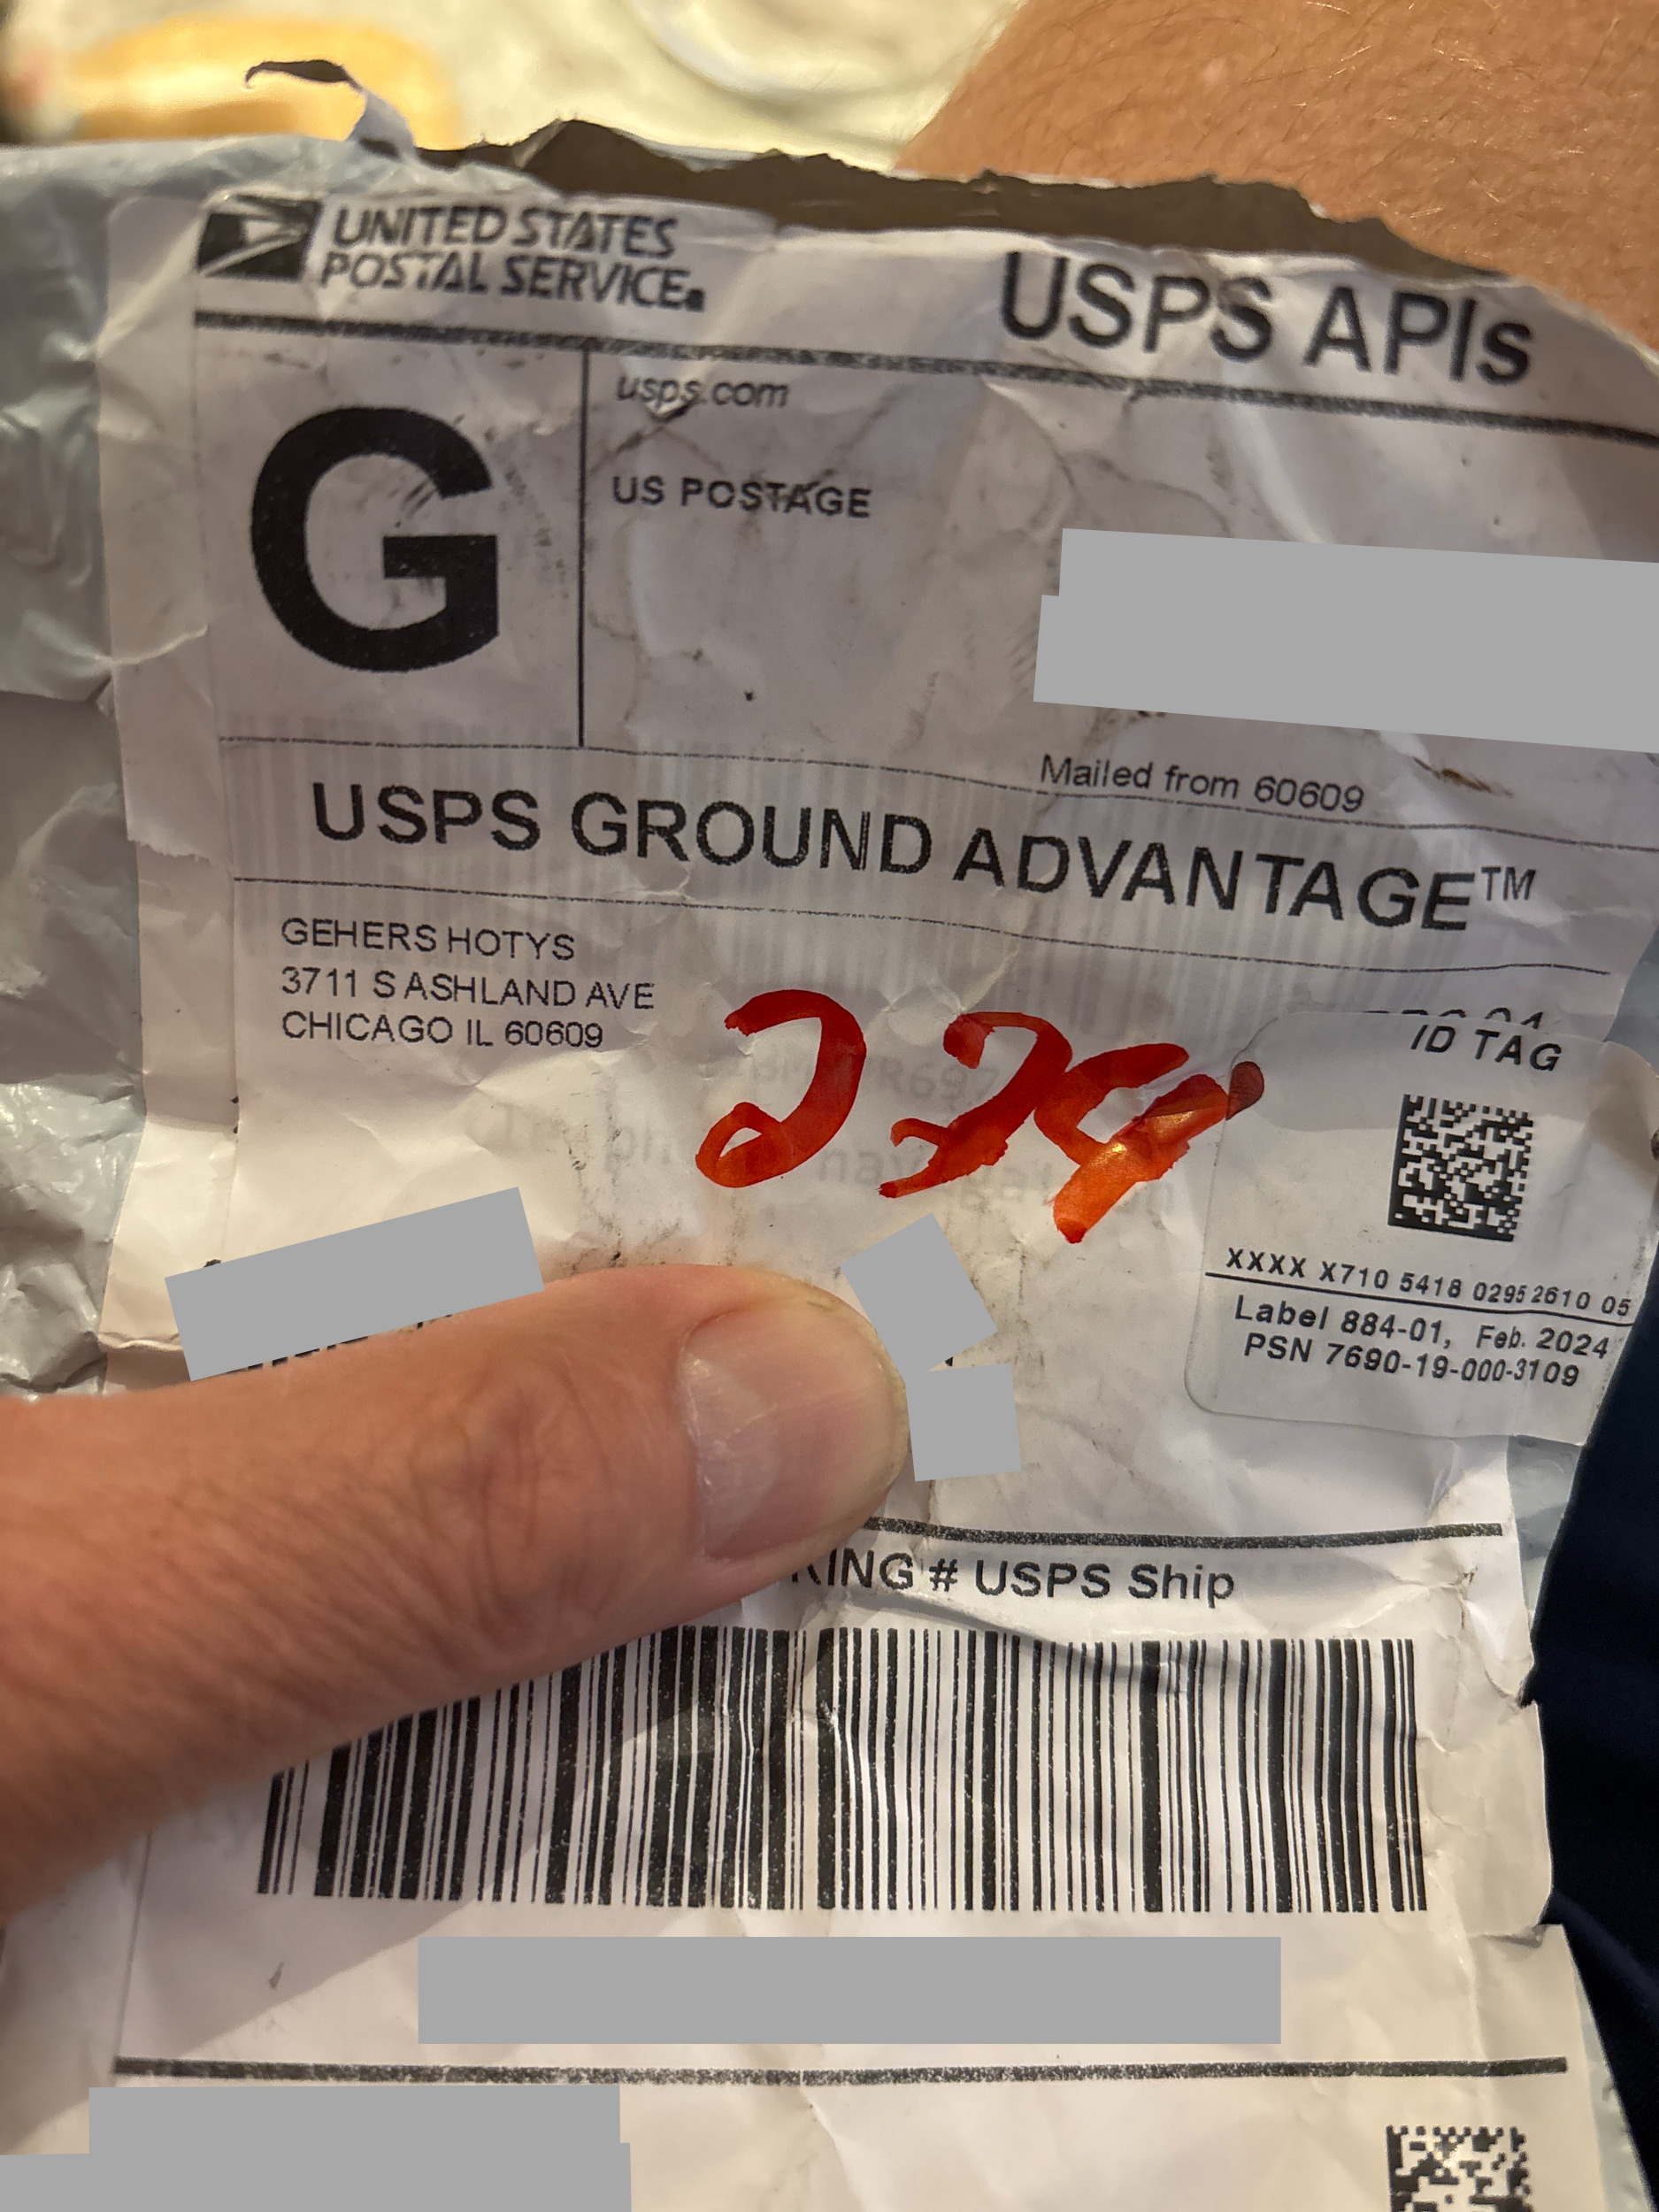 UNITED STATES
POSTAL SERVICE®
USPS APIs
G
usps.com
US POSTAGE
Mailed from 60609
USPS GROUND ADVANTAGE™
GEHERS HOTYS
3711 S ASHLAND AVE
CHICAGO IL 60609
ID TAG
XXXX X710 5418 0295 2610 05
Label 884-01, Feb. 2024
PSN 7690-19-000-3109
# USPS Ship